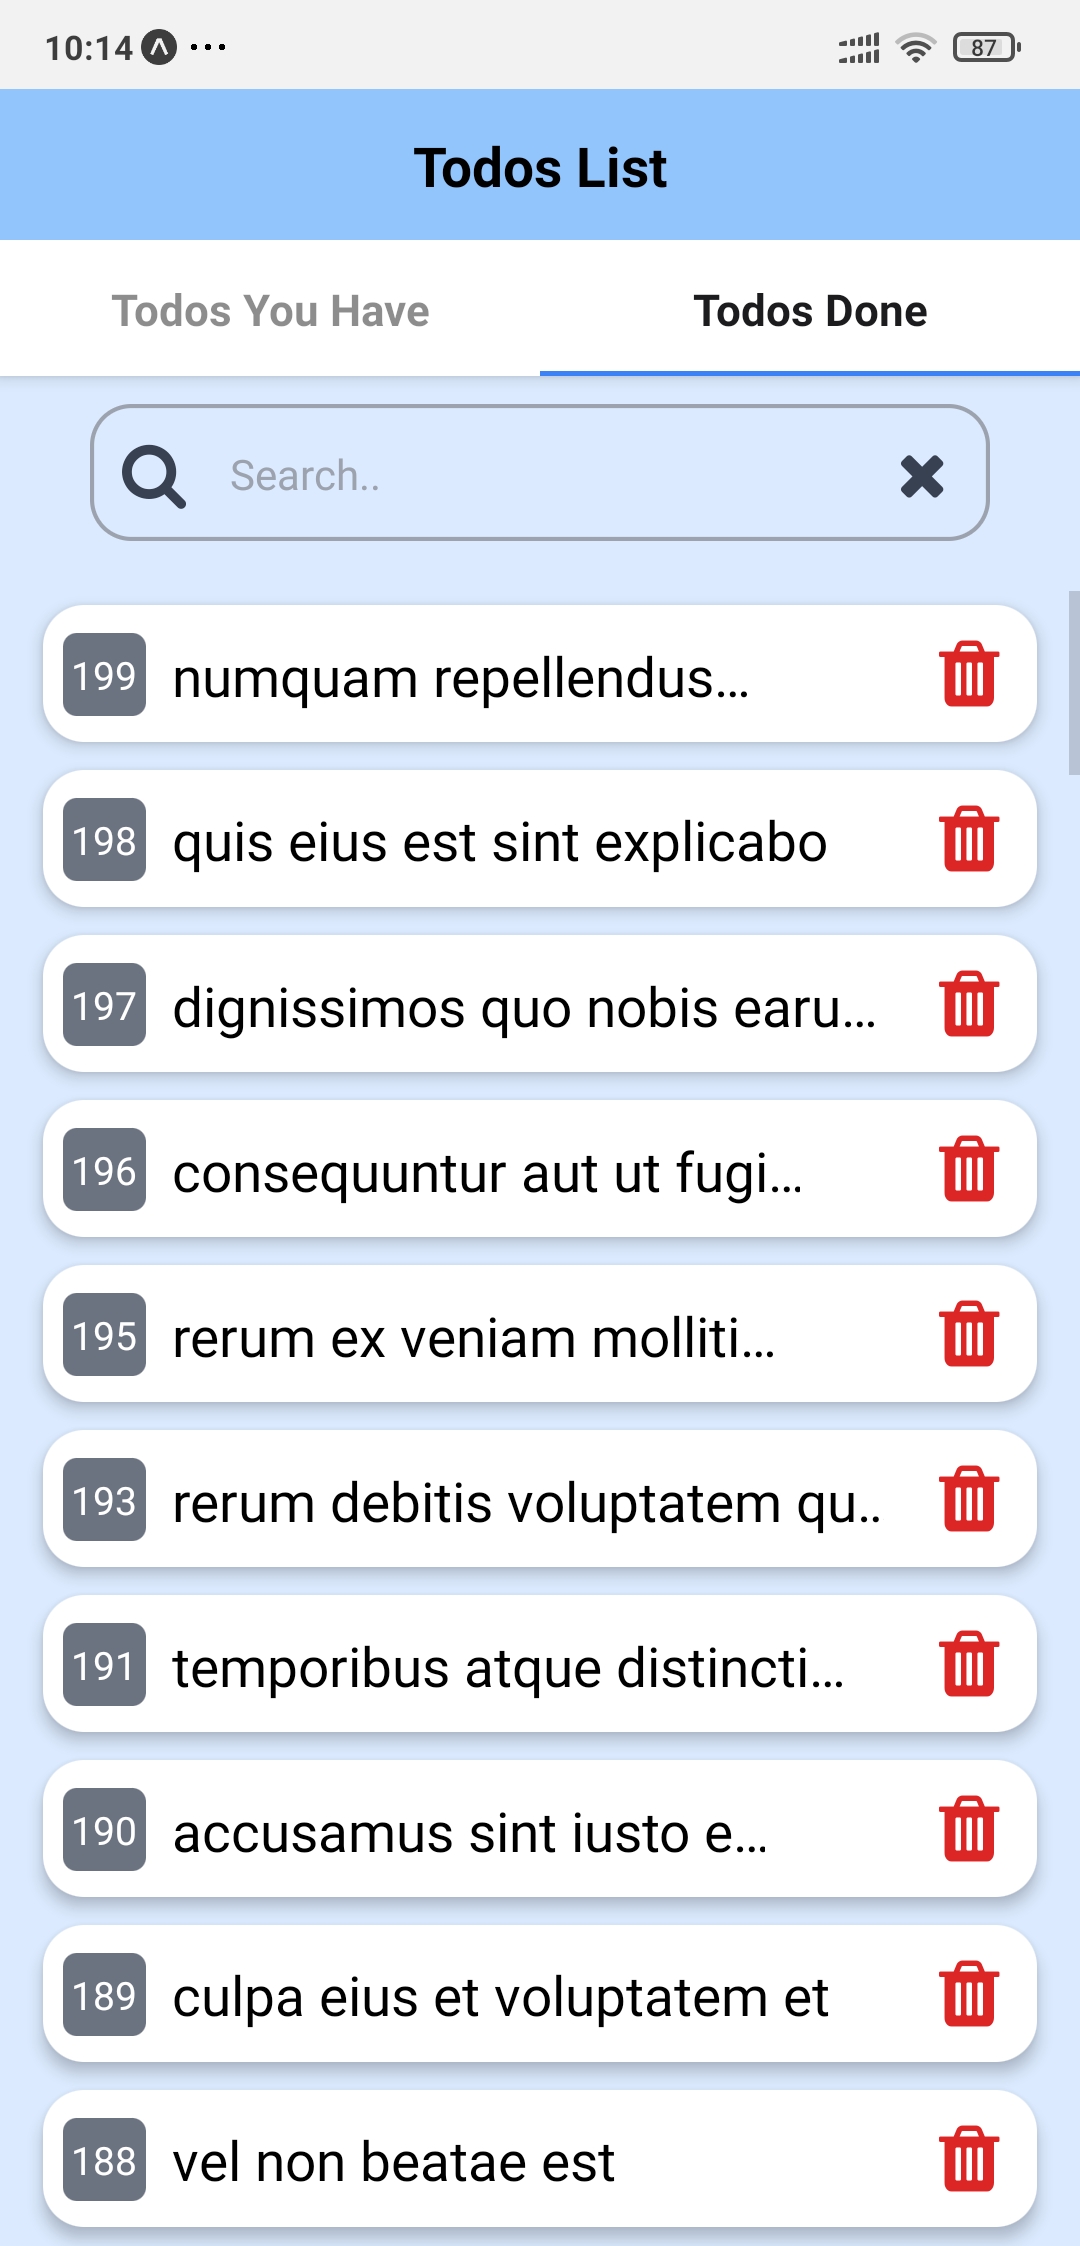 10:14
87
Todos List
Todos You Have
Todos Done
Search..
199 numquam repellendus...
198 quis eius est sint explicabo
197 dignissimos quo nobis earu...
196 consequuntur aut ut fugi...
195 rerum ex veniam molliti...
193 rerum debitis voluptatem qu..
191 temporibus atque distincti...
190 accusamus sint iusto e...
189 culpa eius et voluptatem et
188 vel non beatae est